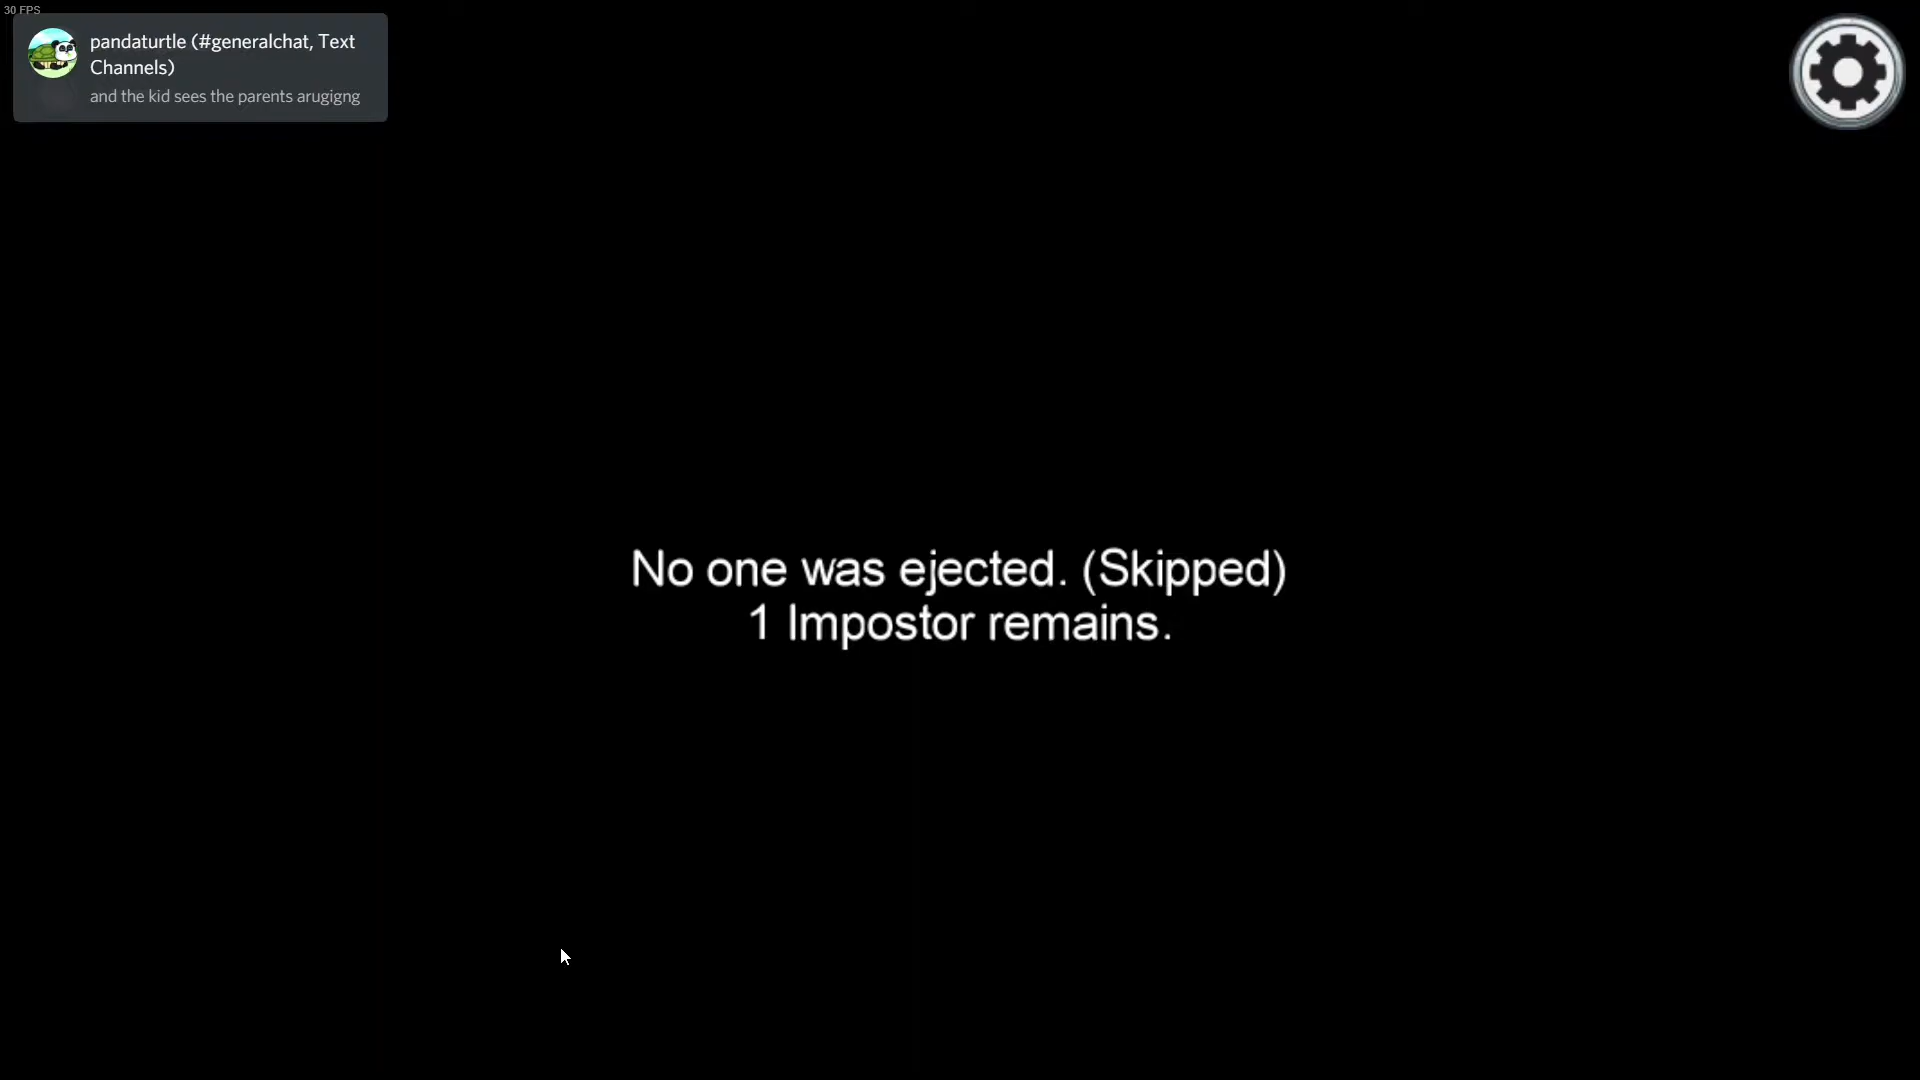 30 FPS
pandaturtle (#generalchat, Text
Channels)
and the kid sees the parents arugigng
No one was ejected. (Skipped)
1 Impostor remains.